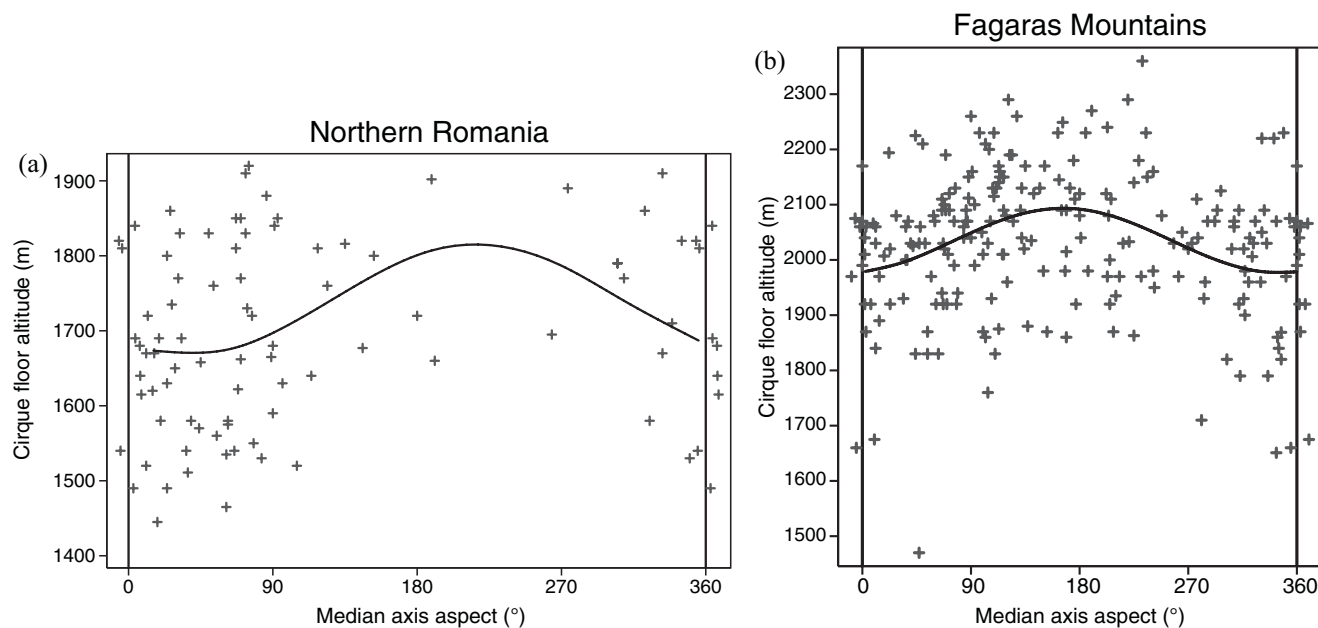 Northern Romania
(a)
Cirque floor altitude (m)
1900
1800
1700
1600
1500
1400
0 90 180 270 360
Median axis aspect (°)
Fagaras Mountains
(b)
Cirque floor altitude (m)
2300
2200
2100
2000
1900
1800
1700
1600
1500
0 90 180 270 360
Median axis aspect (°)